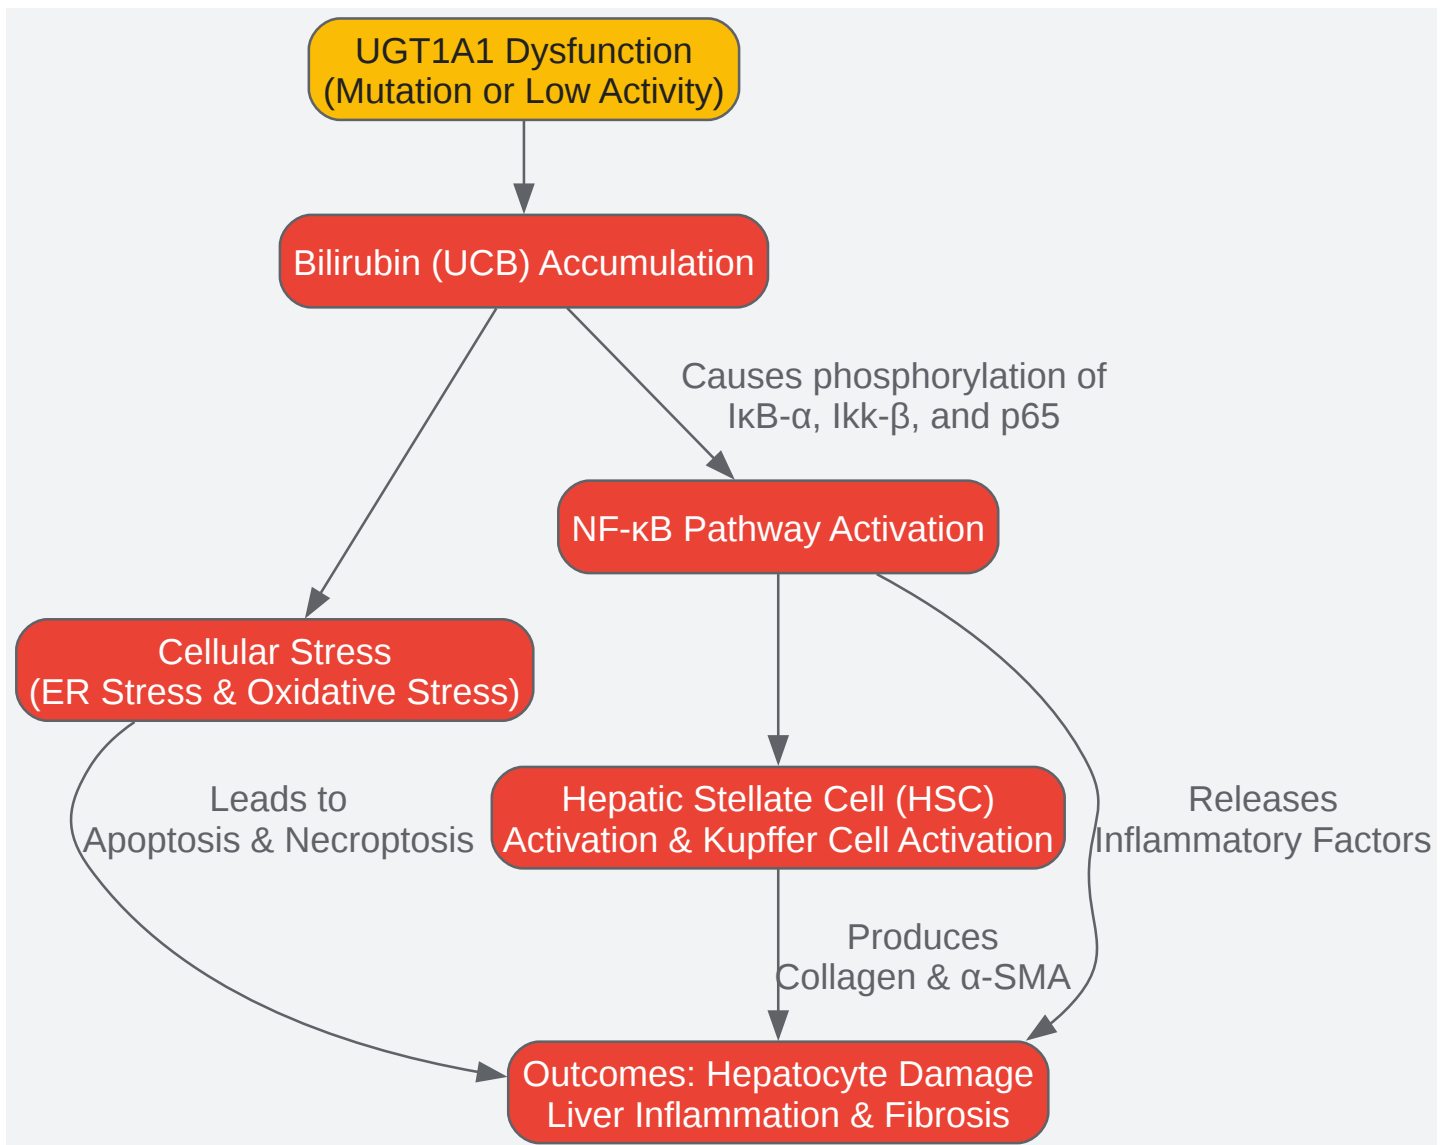 UGT1A1 Dysfunction
(Mutation or Low Activity)
Bilirubin (UCB) Accumulation
Causes phosphorylation of
IκB-α, Ikk-β, and p65
NF-κB Pathway Activation
Cellular Stress
(ER Stress & Oxidative Stress)
Leads to
Apoptosis & Necroptosis
Hepatic Stellate Cell (HSC)
Activation & Kupffer Cell Activation
Releases
Inflammatory Factors
Produces
Collagen & α-SMA
Outcomes: Hepatocyte Damage
Liver Inflammation & Fibrosis